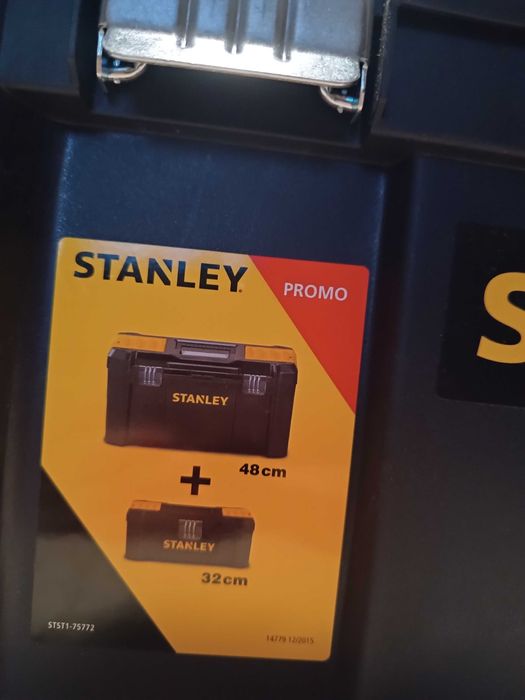 STANLEY
PROMO
STANLEY
48cm
+
STANLEY
32cm
STST1-75772
14779 12/2015
S